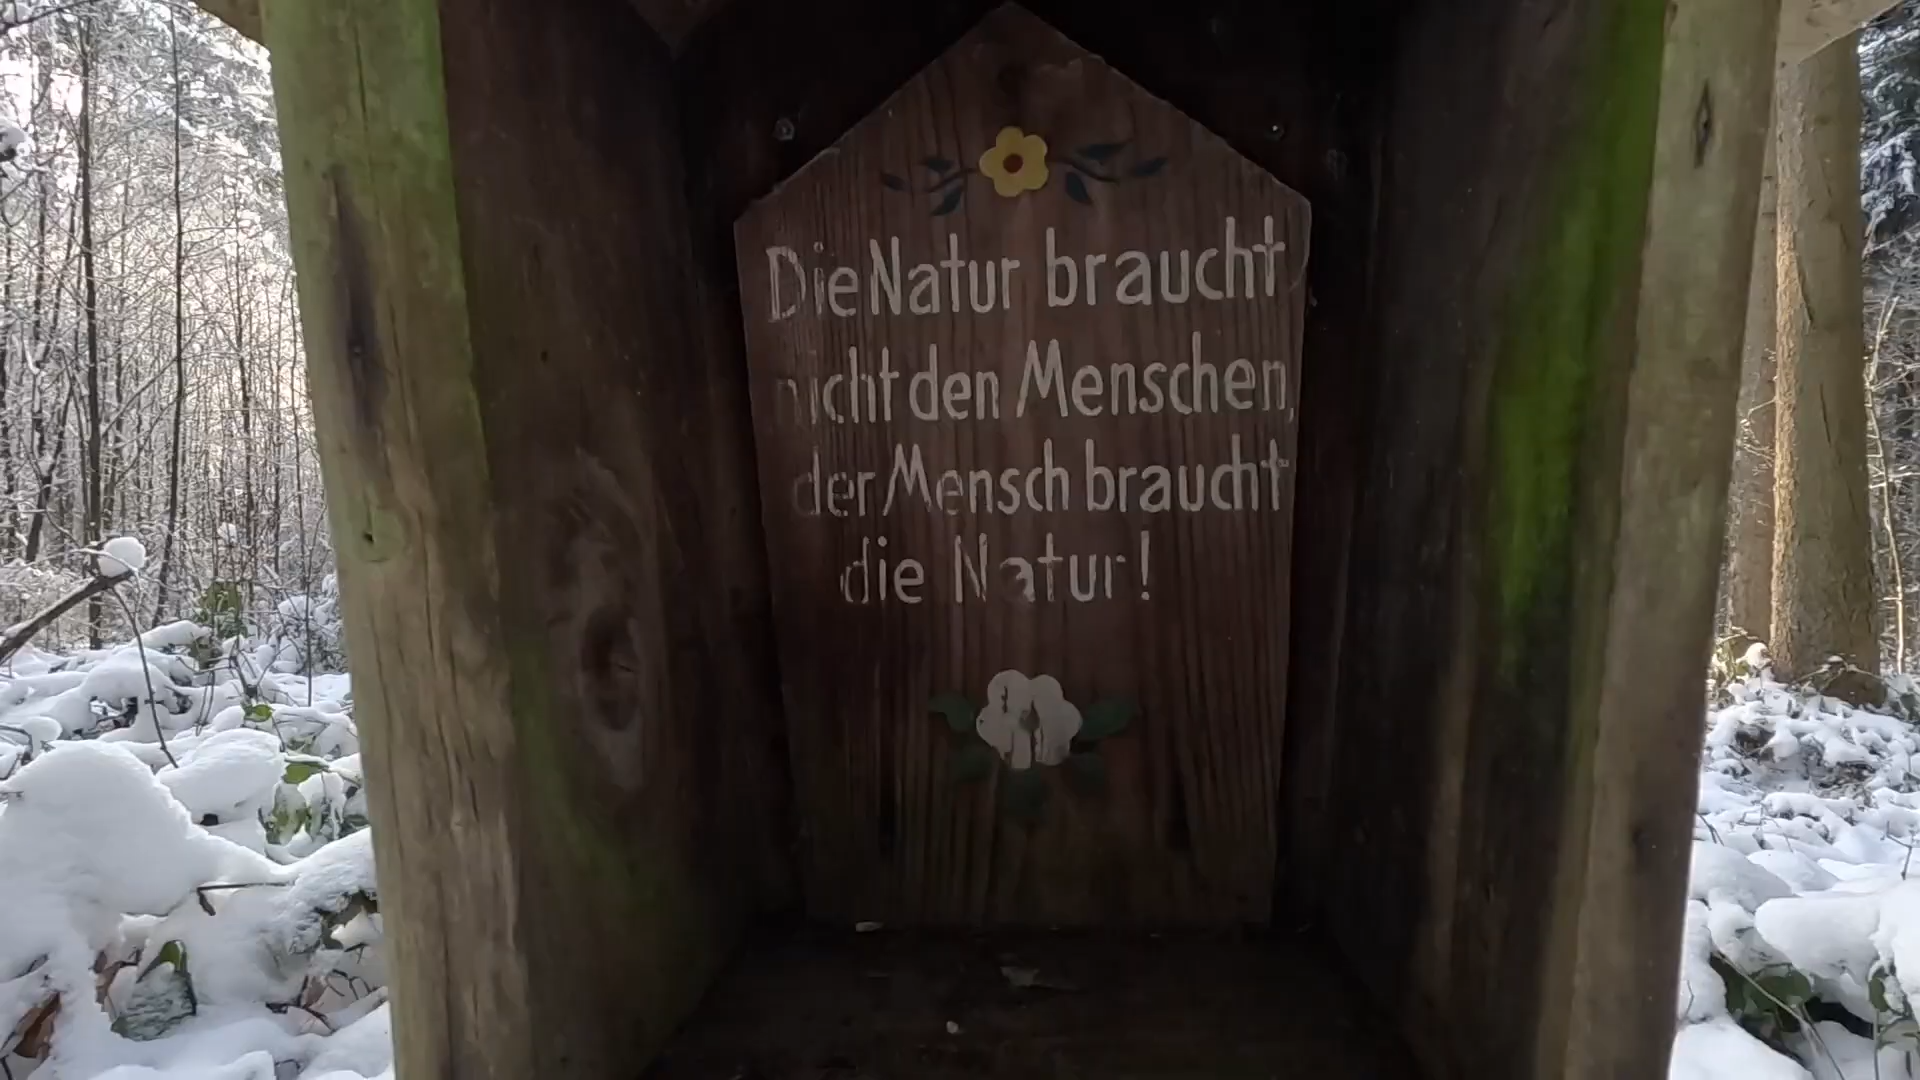 Die Natur braucht
nicht den Menschen,
der Mensch braucht
die Natur!